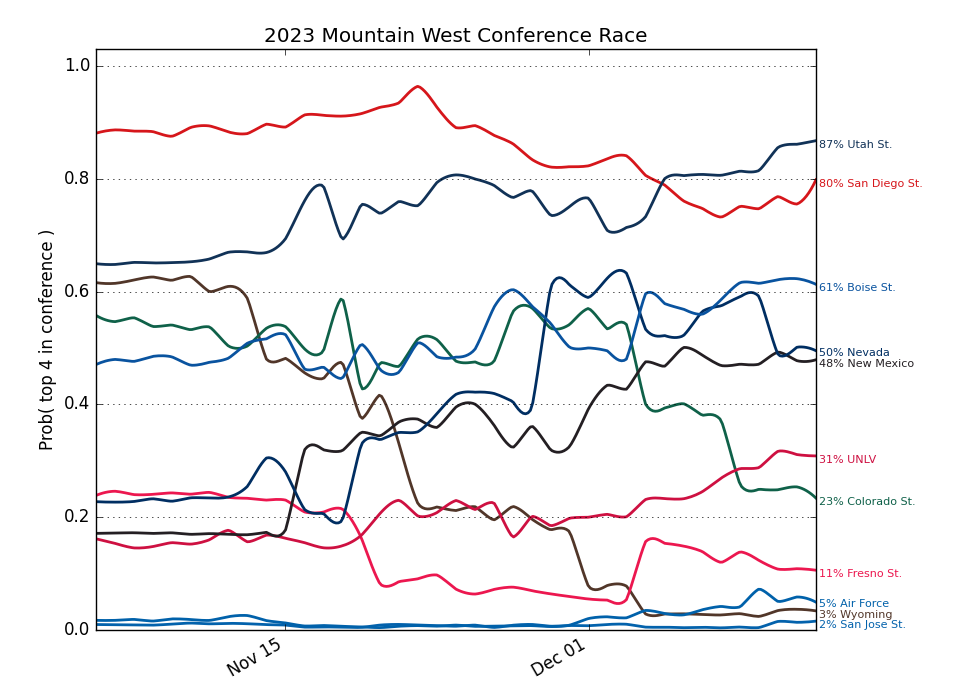 2023 Mountain West Conference Race
Prob( top 4 in conference )
1.0
0.8
0.6
0.4
0.2
0.0
Nov 15
Dec 01
87% Utah St.
80% San Diego St.
61% Boise St.
50% Nevada
48% New Mexico
31% UNLV
23% Colorado St.
11% Fresno St.
5% Air Force
3% Wyoming
2% San Jose St.